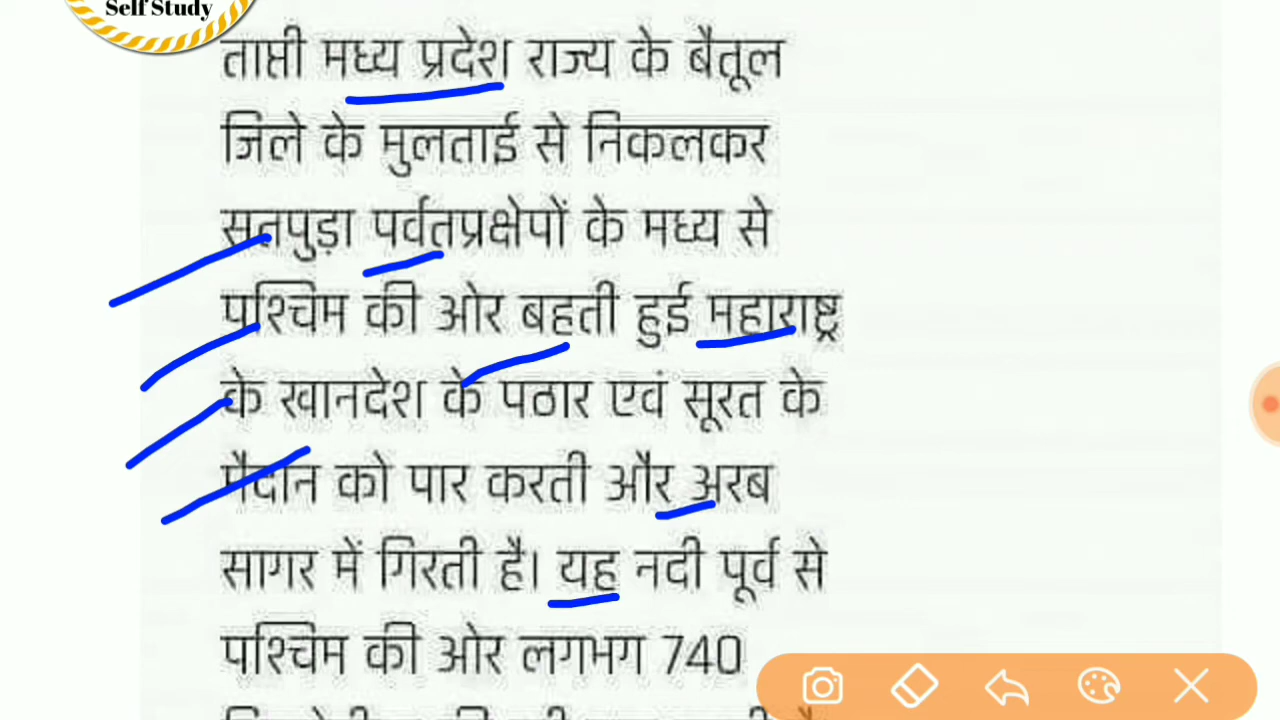 Self Study
ताप्ती मध्य प्रदेश राज्य के बैतूल
जिले के मुलताई से निकलकर
सतपुड़ा पर्वतप्रक्षेपों के मध्य से
पश्चिम की ओर बहती हुई महाराष्ट्र
के खानदेश के पठार एवं सूरत के
मैदान को पार करती और अरब
सागर में गिरती है। यह नदी पूर्व से
पश्चिम की ओर लगभग 740